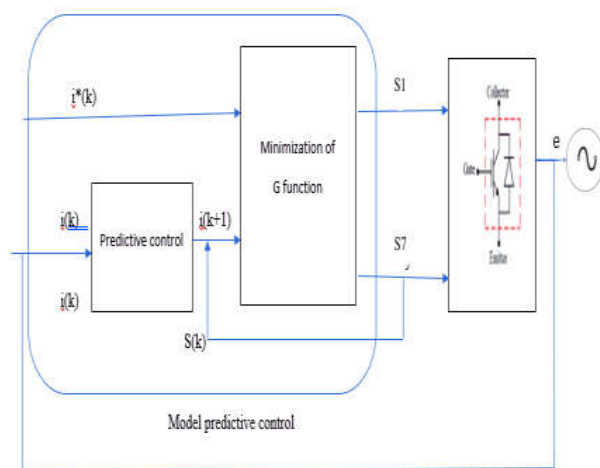 i*(k)
S1
Collector
e
Minimization of
G function
Gate
i(k)
Predictive control
i(k+1)
S7
Emitter
i(k)
S(k)
Model predictive control